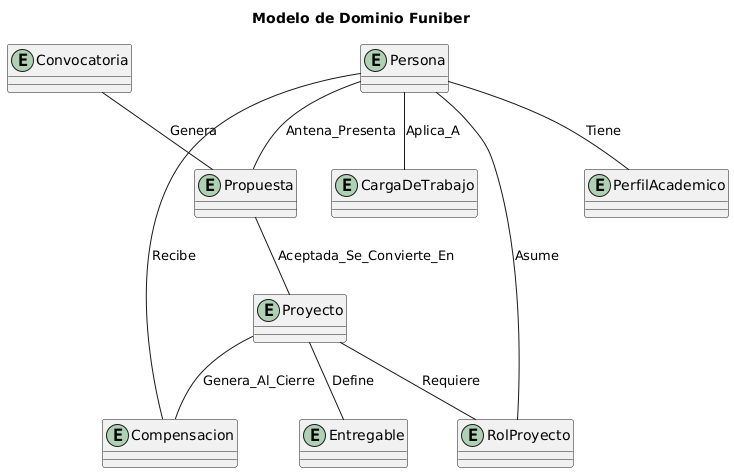 Modelo de Dominio Funiber
E Convocatoria
E Persona
Genera
Antena_Presenta
Aplica_A
Tiene
E Propuesta
E CargaDeTrabajo
E PerfilAcademico
Recibe
Aceptada_Se_Convierte_En
Asume
E Proyecto
Genera_Al_Cierre
Define
Requiere
E Compensacion
E Entregable
E RolProyecto